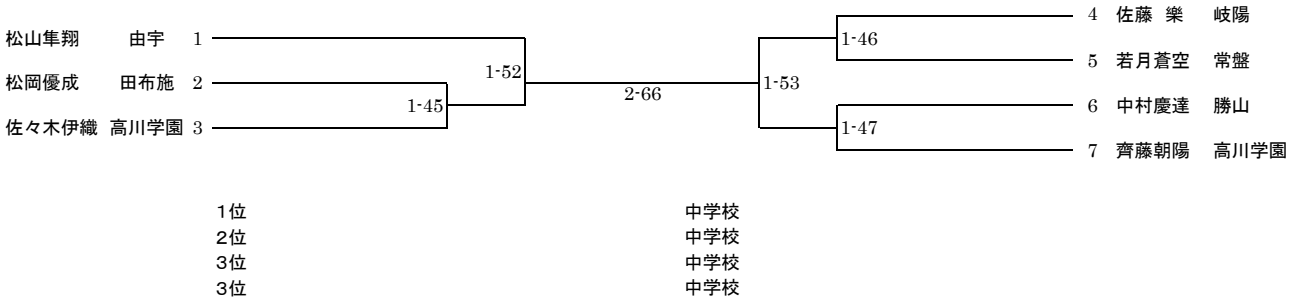 4 佐藤 樂 岐陽
松山隼翔 由宇 1
1-46
5 若月蒼空 常盤
1-52
松岡優成 田布施 2
2-66
1-53
1-45
6 中村慶達 勝山
佐々木伊織 高川学園 3
1-47
7 齊藤朝陽 高川学園
1位 中学校
2位 中学校
3位 中学校
3位 中学校